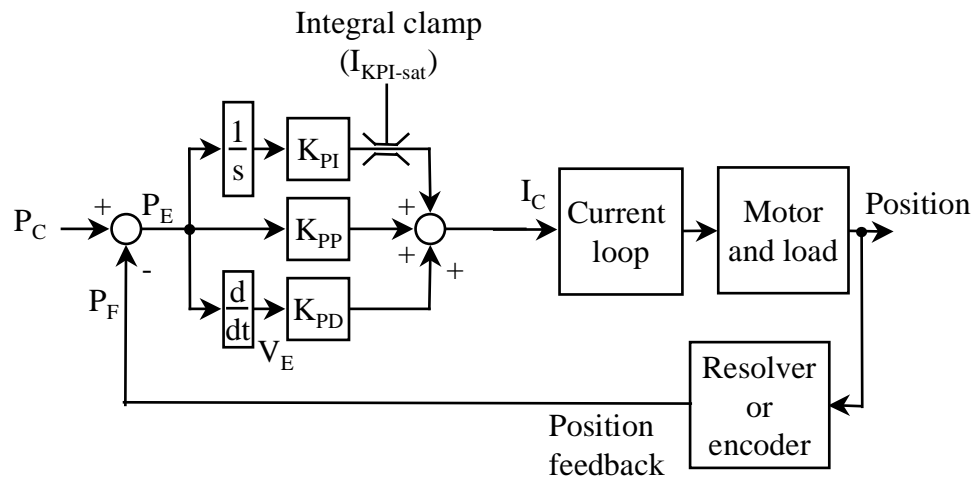 Integral clamp
(I_KPI-sat)
1
s
K_PI
P_C
+
P_E
K_PP
+
+
+
I_C
Current
loop
Motor
and load
Position
-
P_F
d
dt
V_E
K_PD
Resolver
or
encoder
Position
feedback